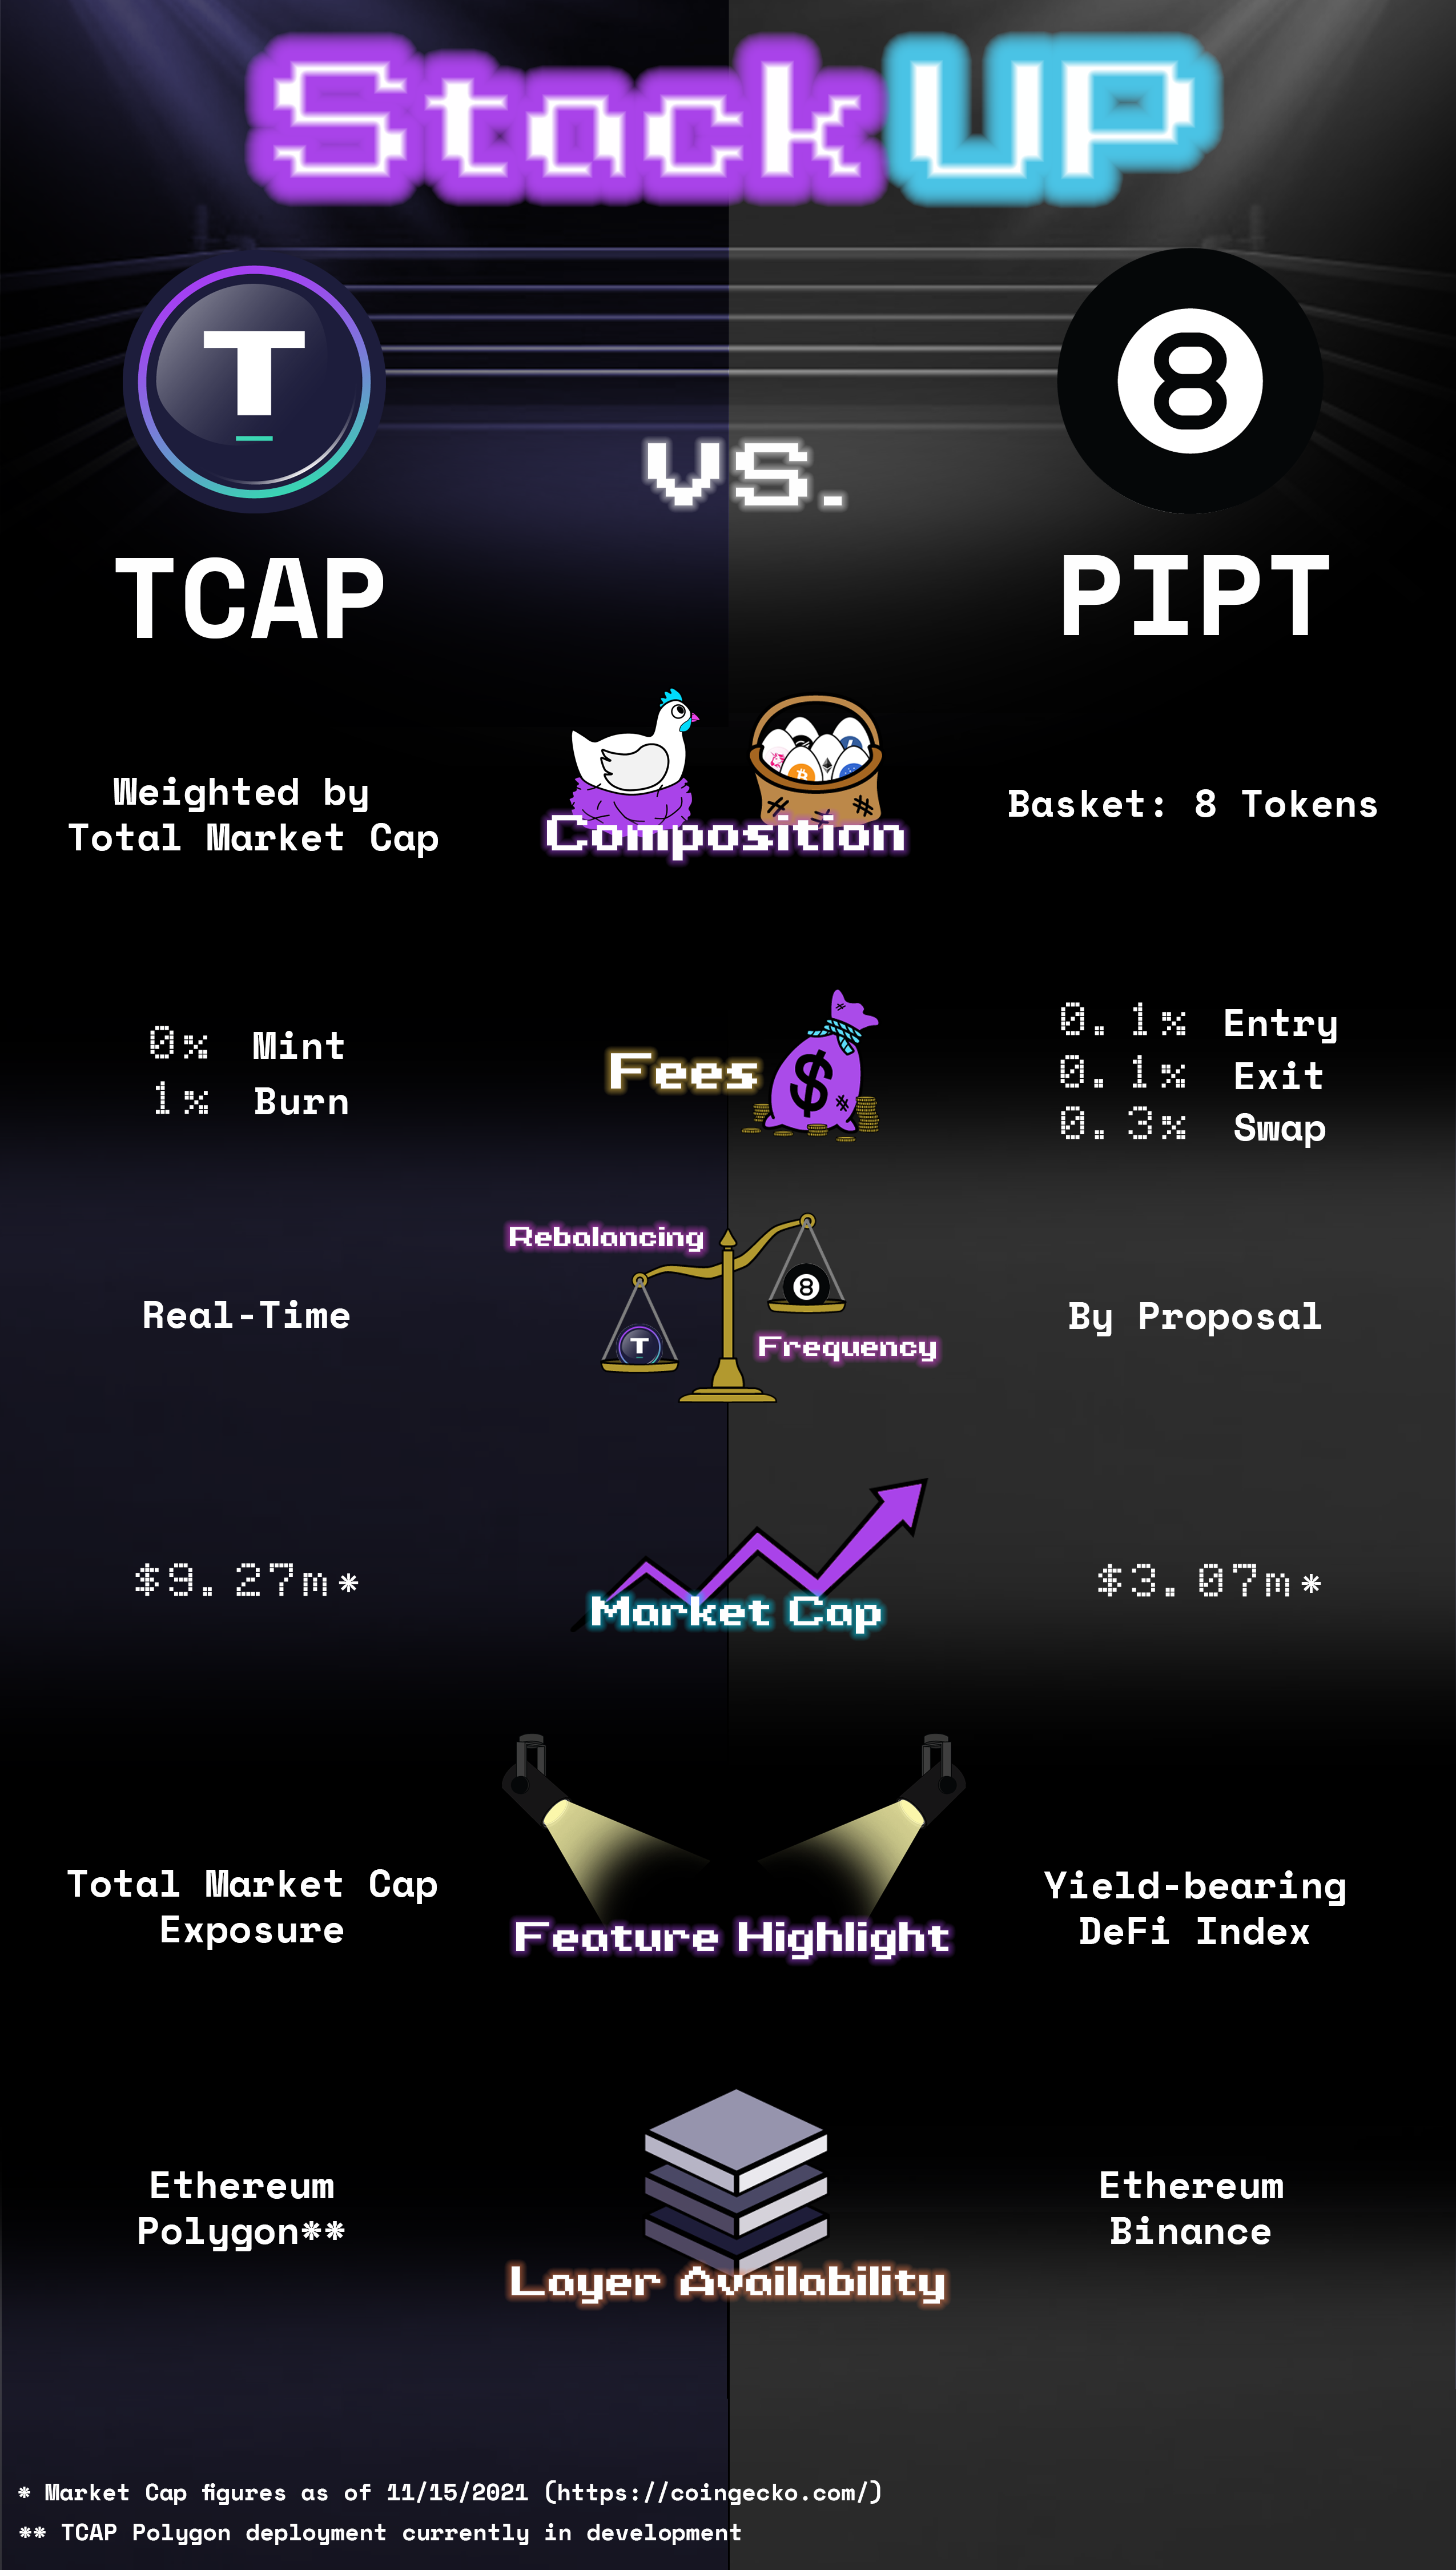 StackUP
T
8
vs.
TCAP
PIPT
Weighted by
Total Market Cap
Composition
Basket: 8 Tokens
0% Mint
1% Burn
Fees
$
0.1% Entry
0.1% Exit
0.3% Swap
Rebalancing
Frequency
T
8
Real-Time
By Proposal
$9.27m*
Market Cap
$3.07m*
Total Market Cap
Exposure
Feature Highlight
Yield-bearing
DeFi Index
Ethereum
Polygon**
Layer Availability
Ethereum
Binance
* Market Cap figures as of 11/15/2021 (https://coingecko.com/)
** TCAP Polygon deployment currently in development